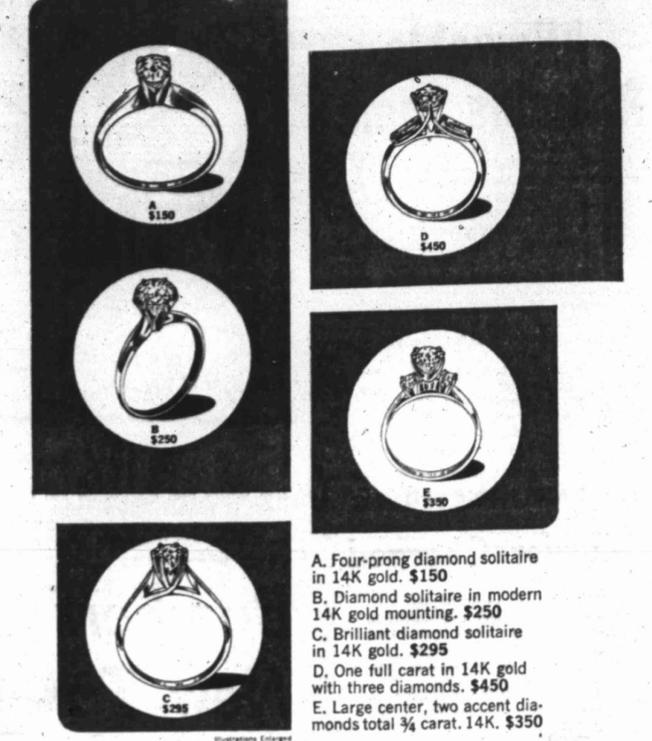 A
$150
B
$250
C
$295
Illustrations Enlarged
D
$450
E
$350
A. Four-prong diamond solitaire
in 14K gold. $150
B. Diamond solitaire in modern
14K gold mounting. $250
C. Brilliant diamond solitaire
in 14K gold. $295
D. One full carat in 14K gold
with three diamonds. $450
E. Large center, two accent dia-
monds total ¾ carat. 14K. $350